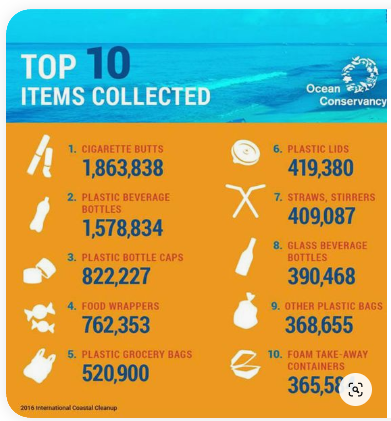 TOP 10
ITEMS COLLECTED
Ocean
Conservancy
1. CIGARETTE BUTTS
1,863,838
2. PLASTIC BEVERAGE
BOTTLES
1,578,834
3. PLASTIC BOTTLE CAPS
822,227
4. FOOD WRAPPERS
762,353
5. PLASTIC GROCERY BAGS
520,900
6. PLASTIC LIDS
419,380
7. STRAWS, STIRRERS
409,087
8. GLASS BEVERAGE
BOTTLES
390,468
9. OTHER PLASTIC BAGS
368,655
10. FOAM TAKE-AWAY
CONTAINERS
2016 International Coastal Cleanup